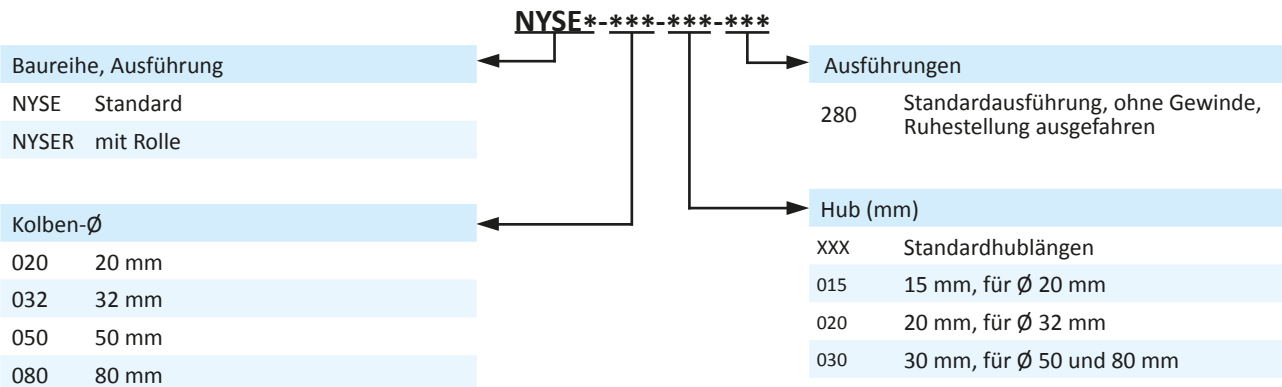 NYSE*-***-***-***
Baureihe, Ausführung
NYSE Standard
NYSER mit Rolle
Kolben-Ø
020 20 mm
032 32 mm
050 50 mm
080 80 mm
Ausführungen
280 Standardausführung, ohne Gewinde,
Ruhestellung ausgefahren
Hub (mm)
XXX Standardhublängen
015 15 mm, für Ø 20 mm
020 20 mm, für Ø 32 mm
030 30 mm, für Ø 50 und 80 mm